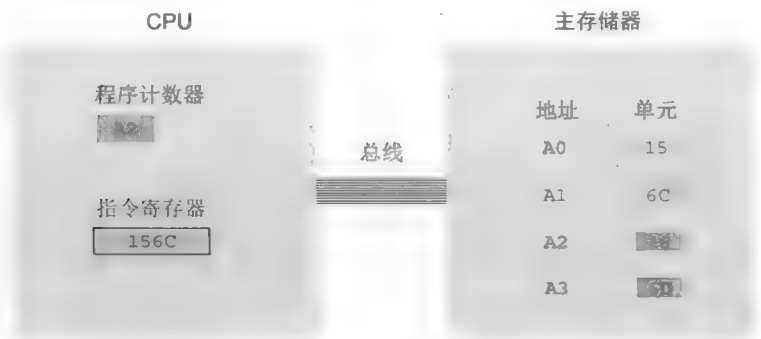 CPU
主存储器
程序计数器
总线
指令寄存器
156C
地址 单元
A0 15
A1 6C
A2
A3